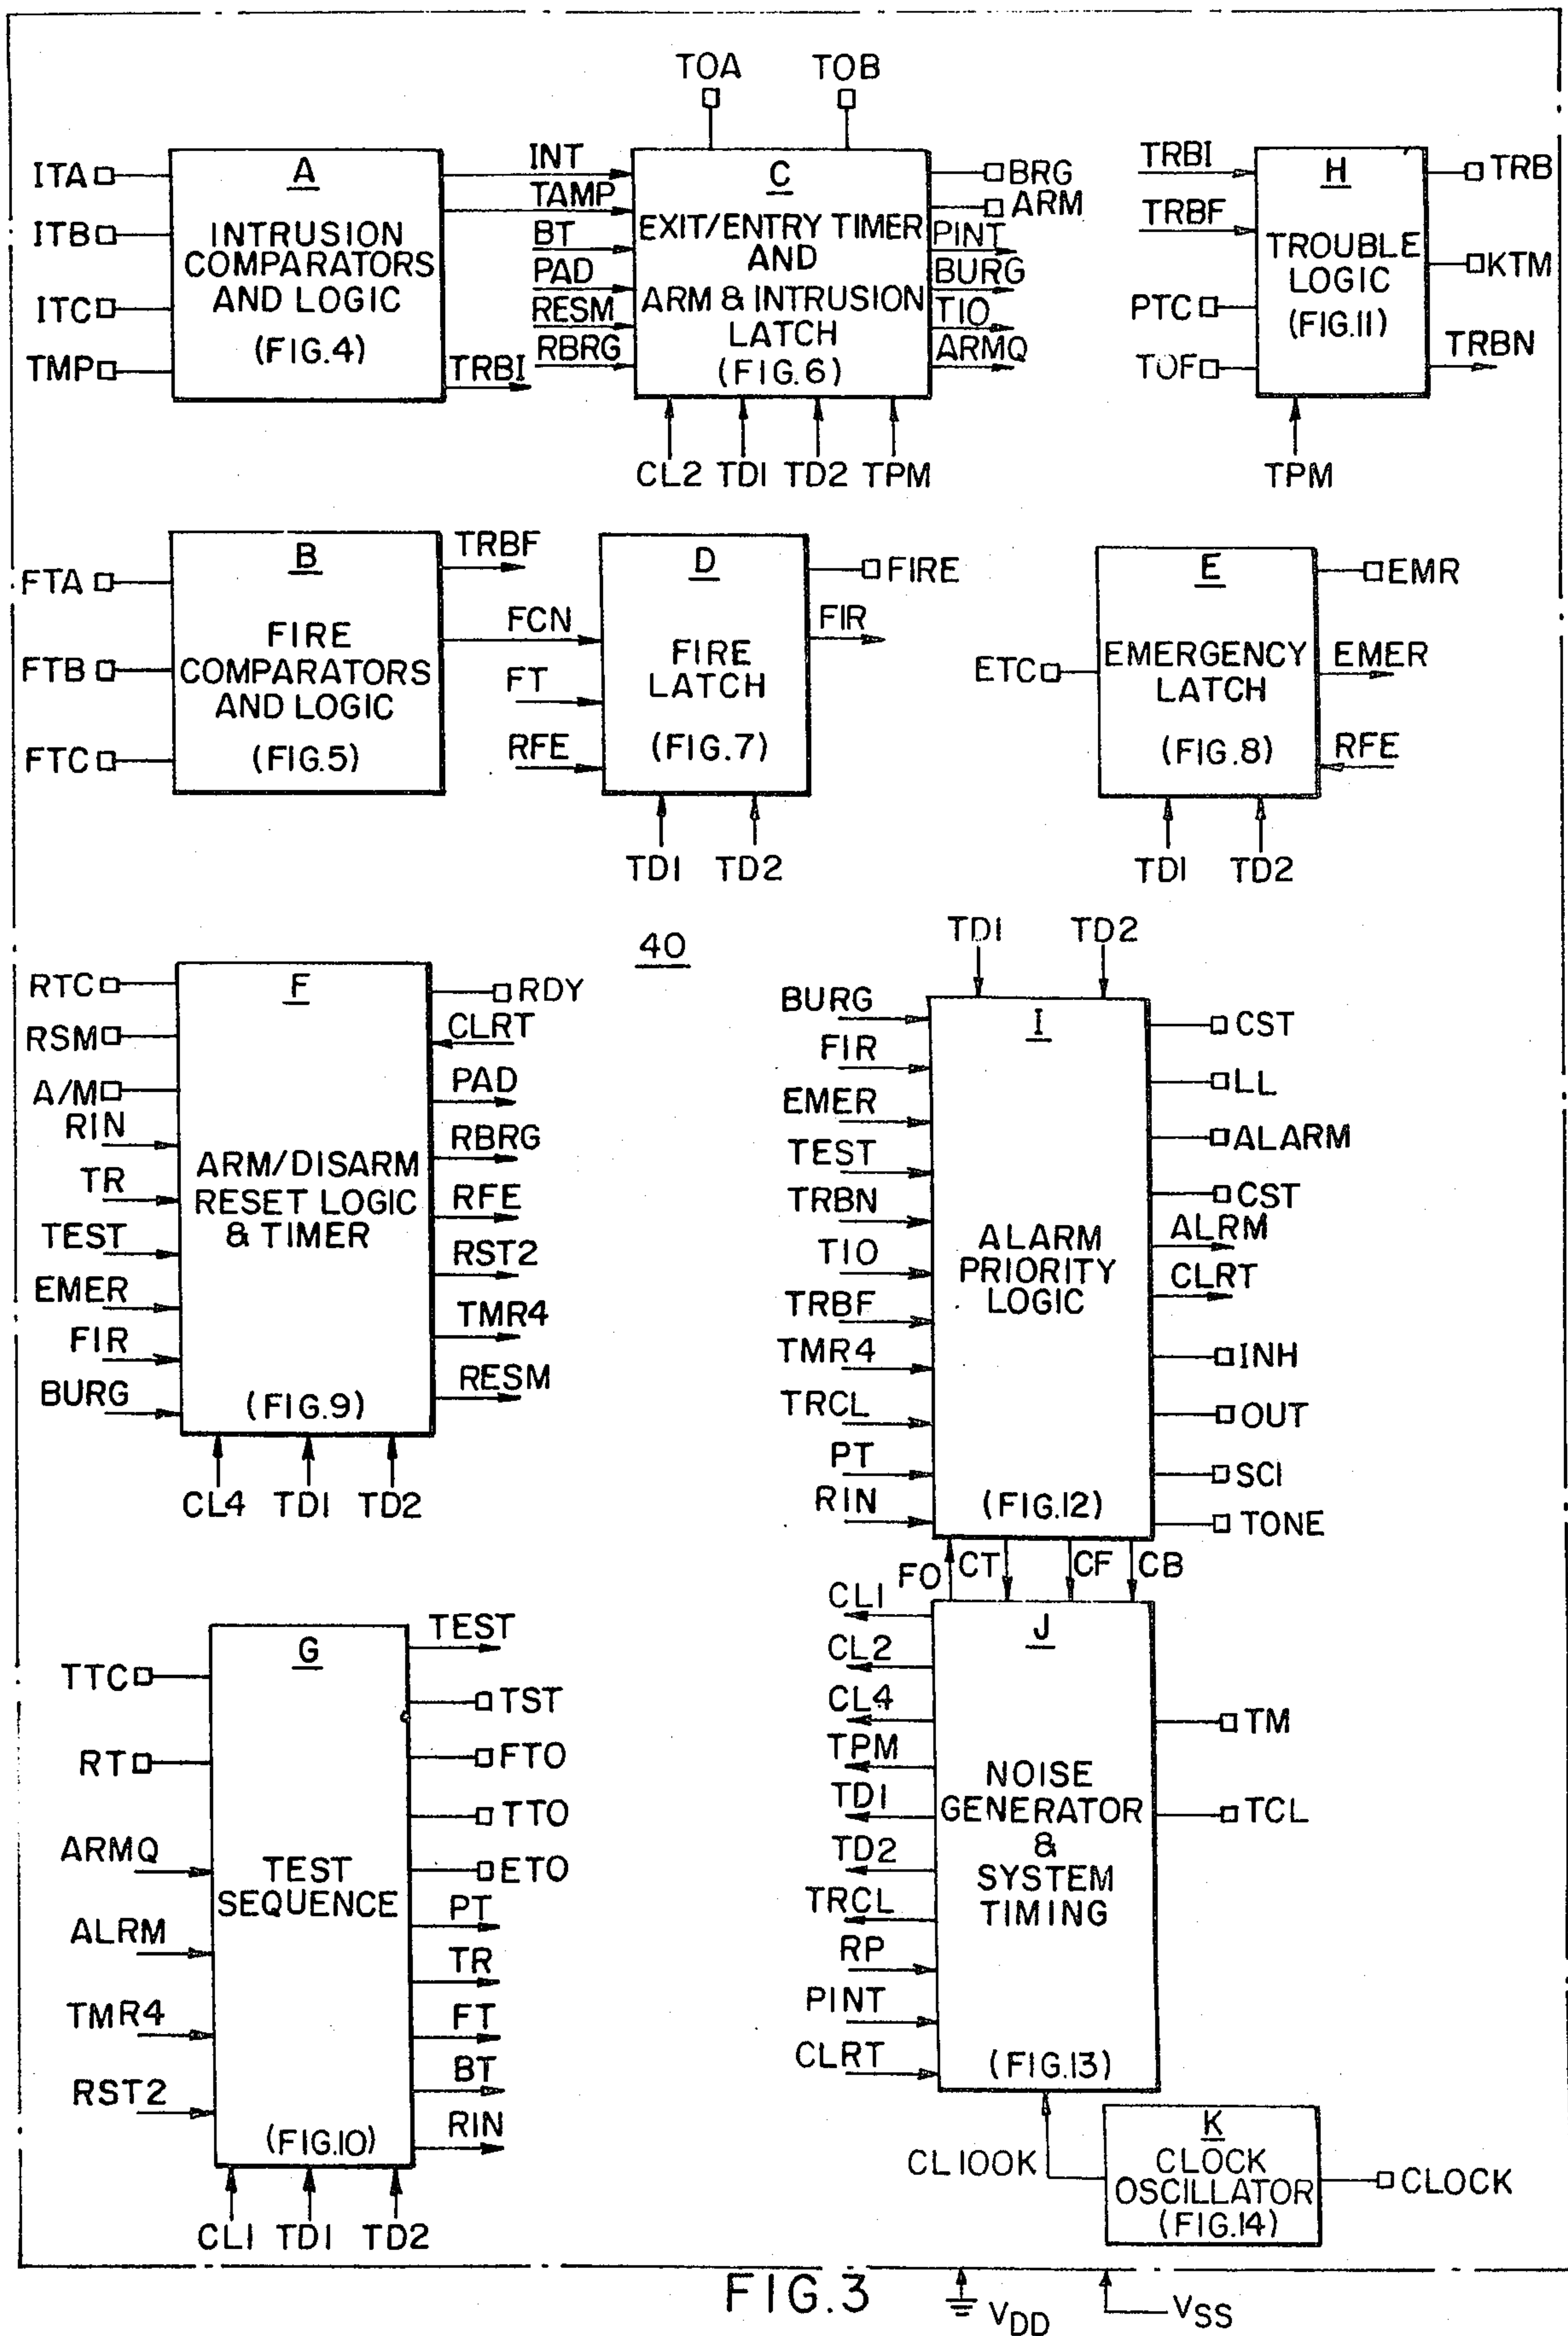 TOA TOB
ITA
ITB
ITC
TMP
A
INTRUSION
COMPARATORS
AND LOGIC
(FIG.4)
INT
TAMP
TRBI
BT
PAD
RESM
RBRG
C
EXIT/ENTRY TIMER
AND
ARM & INTRUSION
LATCH
(FIG.6)
BRG
ARM
PINT
BURG
TIO
ARMQ
CL2 TD1 TD2 TPM
TRBI
TRBF
PTC
TOF
H
TROUBLE
LOGIC
(FIG.11)
TRB
KTM
TRBN
TPM
FTA
FTB
FTC
B
FIRE
COMPARATORS
AND LOGIC
(FIG.5)
TRBF
FCN
FT
RFE
D
FIRE
LATCH
(FIG.7)
FIRE
FIR
TD1 TD2
ETC
E
EMERGENCY
LATCH
(FIG.8)
EMR
EMER
RFE
TD1 TD2
40
RTC
RSM
A/M
RIN
TR
TEST
EMER
FIR
BURG
F
ARM/DISARM
RESET LOGIC
& TIMER
(FIG.9)
RDY
CLRT
PAD
RBRG
RFE
RST2
TMR4
RESM
CL4 TD1 TD2
TD1 TD2
BURG
FIR
EMER
TEST
TRBN
TIO
TRBF
TMR4
TRCL
PT
RIN
I
ALARM
PRIORITY
LOGIC
(FIG.12)
CST
LL
ALARM
CST
ALRM
CLRT
INH
OUT
SCI
TONE
FO CT CF CB
TTC
RT
ARMQ
ALRM
TMR4
RST2
G
TEST
SEQUENCE
(FIG.10)
TEST
TST
FTO
TTO
ETO
PT
TR
FT
BT
RIN
CL1 TD1 TD2
CL1
CL2
CL4
TPM
TD1
TD2
TRCL
RP
PINT
CLRT
J
NOISE
GENERATOR
&
SYSTEM
TIMING
(FIG.13)
TM
TCL
CL100K
K
CLOCK
OSCILLATOR
(FIG.14)
CLOCK
FIG.3
VDD
VSS